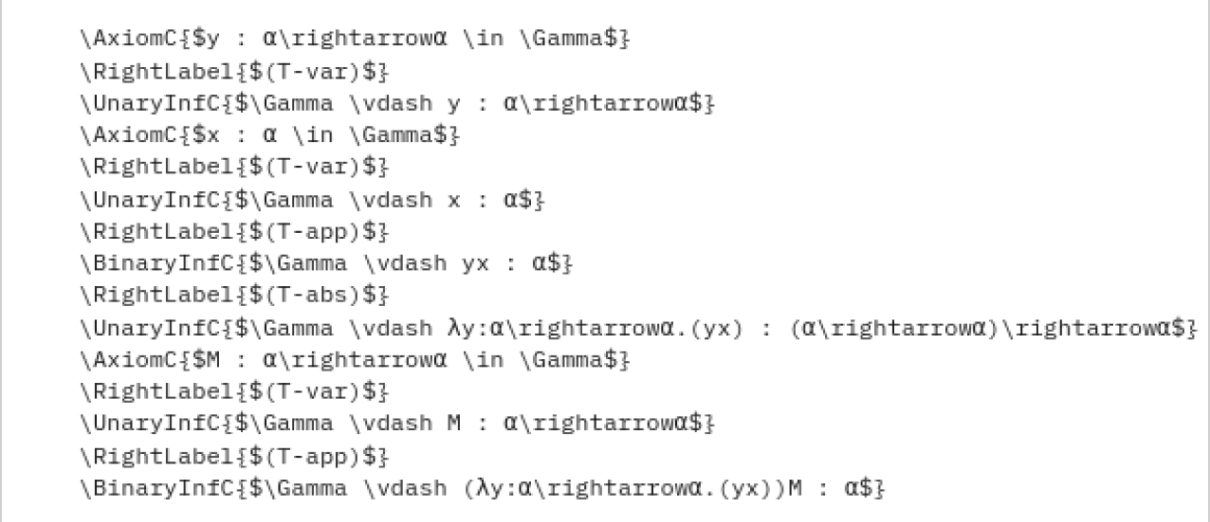 \AxiomC{$y : α\rightarrowα \in \Gamma$}
\RightLabel{$(T-var)$}
\UnaryInfC{$\Gamma \vdash y : α\rightarrowα$}
\AxiomC{$x : α \in \Gamma$}
\RightLabel{$(T-var)$}
\UnaryInfC{$\Gamma \vdash x : α$}
\RightLabel{$(T-app)$}
\BinaryInfC{$\Gamma \vdash yx : α$}
\RightLabel{$(T-abs)$}
\UnaryInfC{$\Gamma \vdash λy:α\rightarrowα.(yx) : (α\rightarrowα)\rightarrowα$}
\AxiomC{$M : α\rightarrowα \in \Gamma$}
\RightLabel{$(T-var)$}
\UnaryInfC{$\Gamma \vdash M : α\rightarrowα$}
\RightLabel{$(T-app)$}
\BinaryInfC{$\Gamma \vdash (λy:α\rightarrowα.(yx))M : α$}